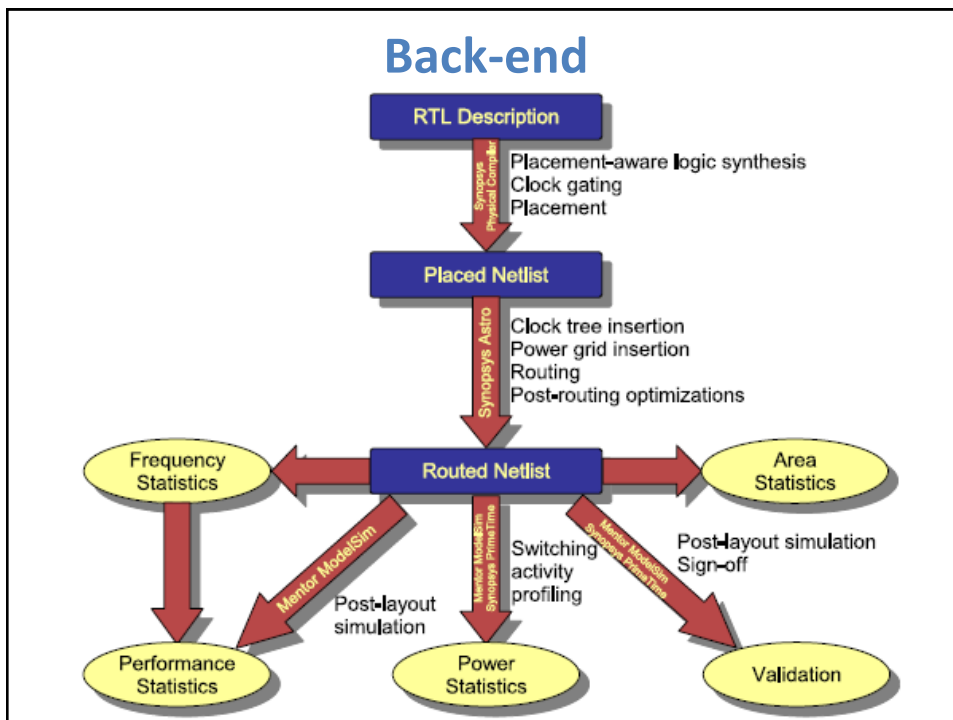 Back-end
RTL Description
Synopsys
Physical Compiler
Placement-aware logic synthesis
Clock gating
Placement
Placed Netlist
Synopsys Astro
Clock tree insertion
Power grid insertion
Routing
Post-routing optimizations
Frequency
Statistics
Routed Netlist
Area
Statistics
Mentor ModelSim
Post-layout
simulation
Mentor ModelSim
Synopsys PrimeTime
Switching
activity
profiling
Mentor ModelSim
Synopsys PrimeTime
Post-layout simulation
Sign-off
Performance
Statistics
Power
Statistics
Validation